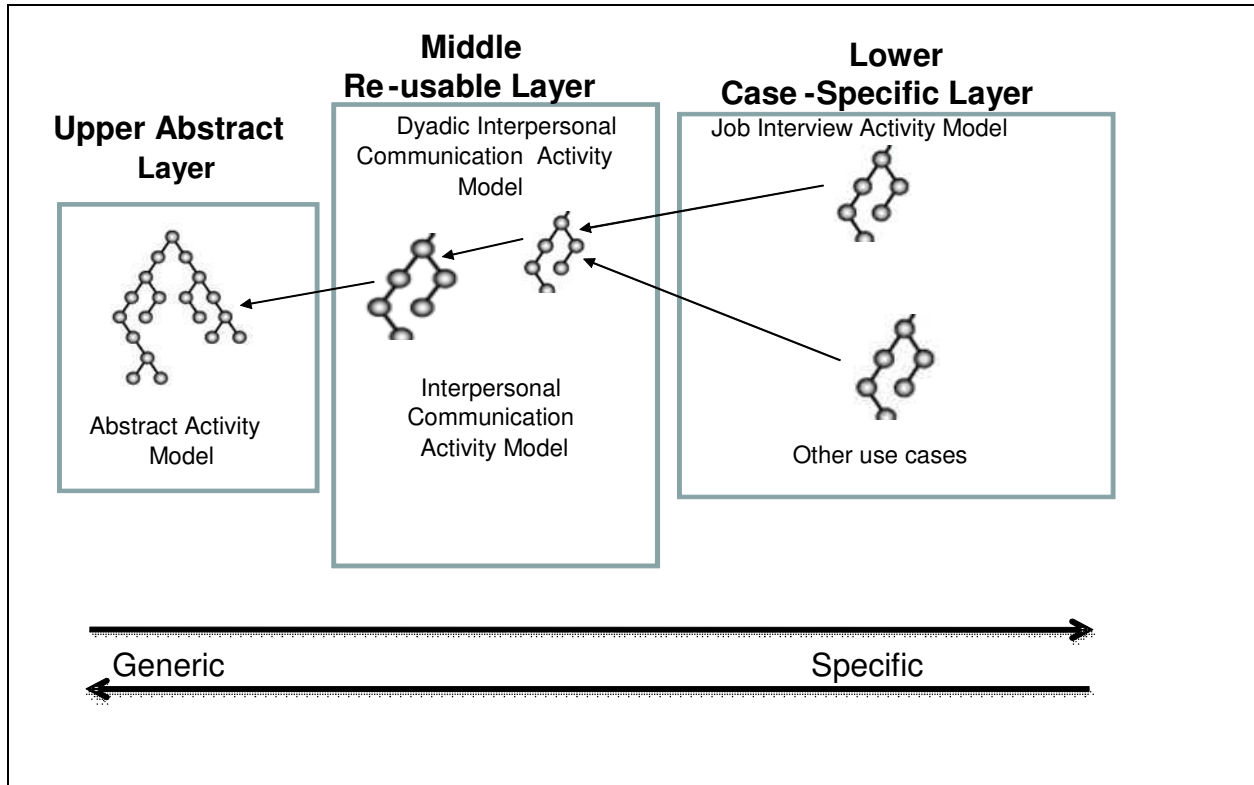 Upper Abstract
Layer
Abstract Activity
Model
Middle
Re-usable Layer
Dyadic Interpersonal
Communication Activity
Model
Interpersonal
Communication
Activity Model
Lower
Case-Specific Layer
Job Interview Activity Model
Other use cases
Generic
Specific